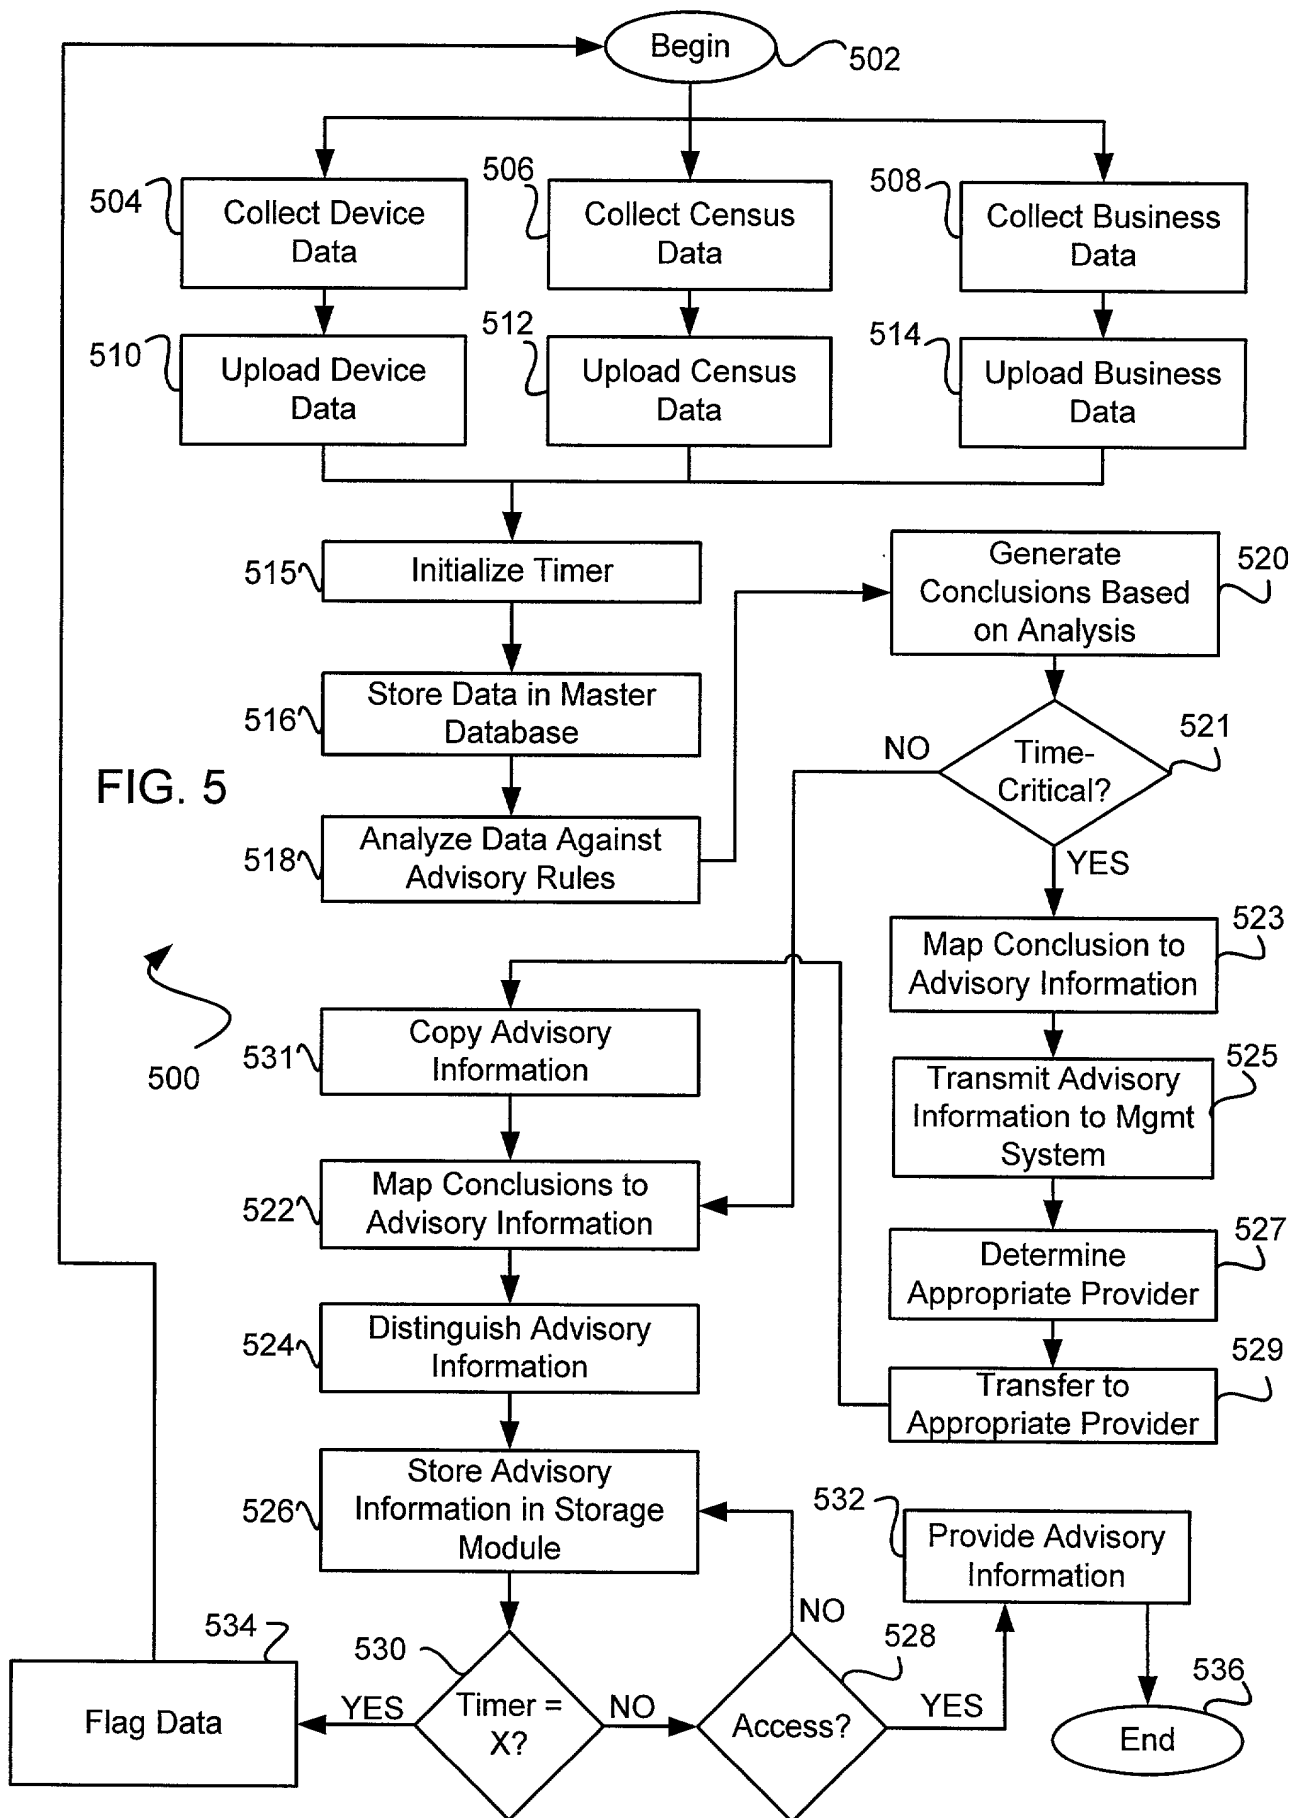 Begin
502
504
Collect Device
Data
506
Collect Census
Data
508
Collect Business
Data
510
Upload Device
Data
512
Upload Census
Data
514
Upload Business
Data
515
Initialize Timer
516
Store Data in Master
Database
518
Analyze Data Against
Advisory Rules
Generate
Conclusions Based
on Analysis
520
Time-
Critical?
521
NO
YES
FIG. 5
500
Map Conclusion to
Advisory Information
523
Transmit Advisory
Information to Mgmt
System
525
Determine
Appropriate Provider
527
Transfer to
Appropriate Provider
529
531
Copy Advisory
Information
522
Map Conclusions to
Advisory Information
524
Distinguish Advisory
Information
526
Store Advisory
Information in Storage
Module
530
Timer =
X?
YES
NO
534
Flag Data
528
Access?
NO
YES
532
Provide Advisory
Information
536
End